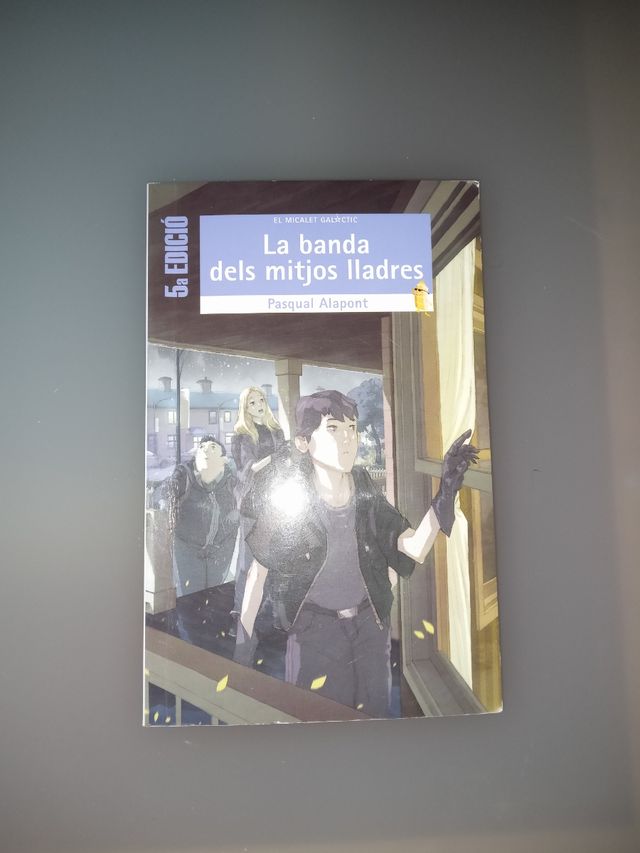 5a EDICIÓ
EL MICALET GALÀCTIC
La banda
dels mitjos lladres
Pasqual Alapont